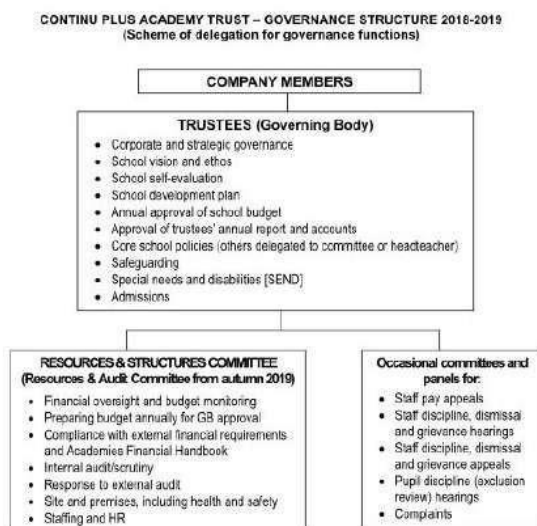 CONTINU PLUS ACADEMY TRUST – GOVERNANCE STRUCTURE 2018-2019
(Scheme of delegation for governance functions)
COMPANY MEMBERS
TRUSTEES (Governing Body)
• Corporate and strategic governance
• School vision and ethos
• School self-evaluation
• School development plan
• Annual approval of school budget
• Approval of trustees' annual report and accounts
• Core school policies (others delegated to committee or headteacher)
• Safeguarding
• Special needs and disabilities [SEND]
• Admissions
RESOURCES & STRUCTURES COMMITTEE
(Resources & Audit Committee from autumn 2019)
• Financial oversight and budget monitoring
• Preparing budget annually for GB approval
• Compliance with external financial requirements
and Academies Financial Handbook
• Internal audit/scrutiny
• Response to external audit
• Site and premises, including health and safety
• Staffing and HR
Occasional committees and
panels for:
• Staff pay appeals
• Staff discipline, dismissal
and grievance hearings
• Staff discipline, dismissal
and grievance appeals
• Pupil discipline (exclusion
review) hearings
• Complaints